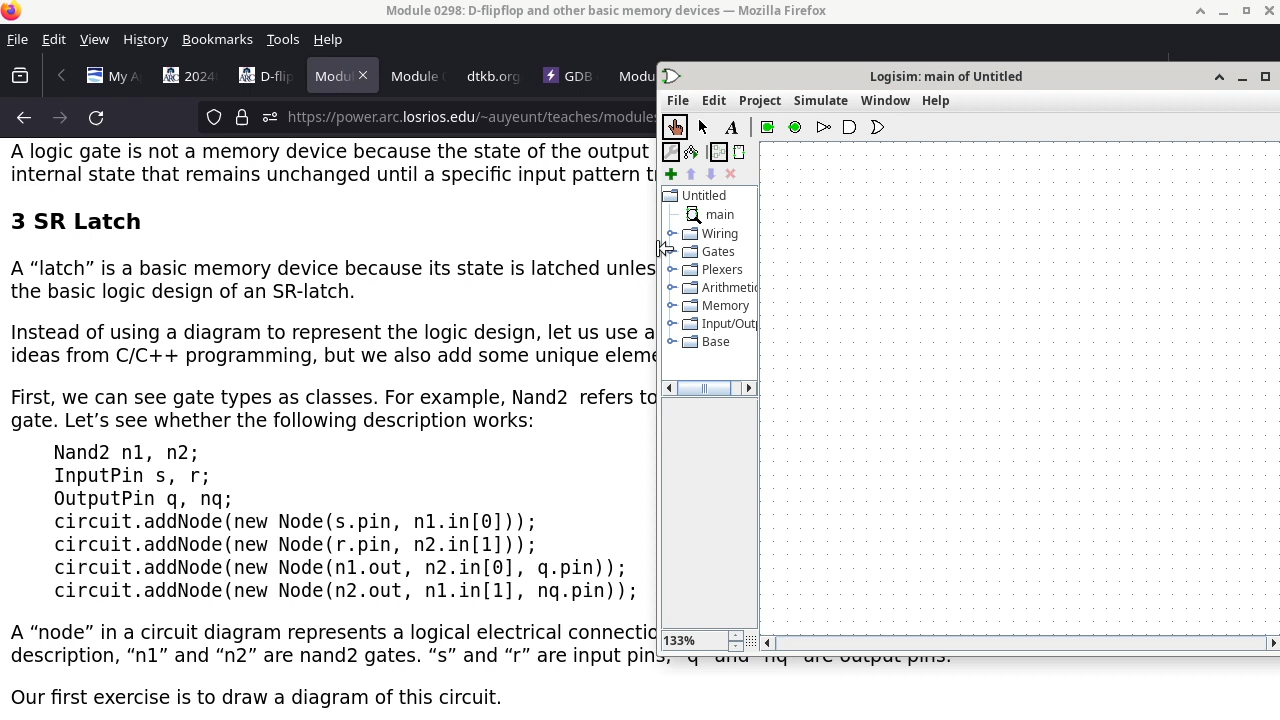 Module 0298: D-flipflop and other basic memory devices — Mozilla Firefox
File Edit View History Bookmarks Tools Help
My A 2024 D-flip Modul Module dtkb.org GDB Modu
https://power.arc.losrios.edu/~auyeunt/teaches/modules
A logic gate is not a memory device because the state of the output
internal state that remains unchanged until a specific input pattern tr
3 SR Latch
A “latch” is a basic memory device because its state is latched unles
the basic logic design of an SR-latch.
Instead of using a diagram to represent the logic design, let us use a
ideas from C/C++ programming, but we also add some unique eleme
First, we can see gate types as classes. For example, Nand2 refers to
gate. Let’s see whether the following description works:
Nand2 n1, n2;
InputPin s, r;
OutputPin q, nq;
circuit.addNode(new Node(s.pin, n1.in[0]));
circuit.addNode(new Node(r.pin, n2.in[1]));
circuit.addNode(new Node(n1.out, n2.in[0], q.pin));
circuit.addNode(new Node(n2.out, n1.in[1], nq.pin));
A “node” in a circuit diagram represents a logical electrical connectio
description, “n1” and “n2” are nand2 gates. “s” and “r” are input pins, “q” and “nq” are output pins.
Our first exercise is to draw a diagram of this circuit.
Logisim: main of Untitled
File Edit Project Simulate Window Help
A
Untitled
main
Wiring
Gates
Plexers
Arithmetic
Memory
Input/Outp
Base
133%